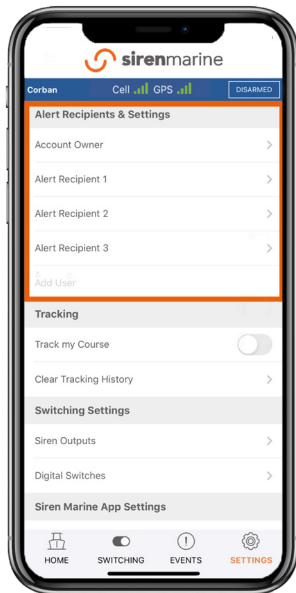 sirenmarine
Corban Cell GPS DISARMED
Alert Recipients & Settings
Account Owner
Alert Recipient 1
Alert Recipient 2
Alert Recipient 3
Add User
Tracking
Track my Course
Clear Tracking History
Switching Settings
Siren Outputs
Digital Switches
Siren Marine App Settings
HOME SWITCHING EVENTS SETTINGS